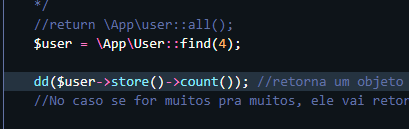 */
//return \App\user::all();
$user = \App\User::find(4);
dd($user->store()->count()); //retorna um objeto
//No caso se for muitos pra muitos, ele vai retor